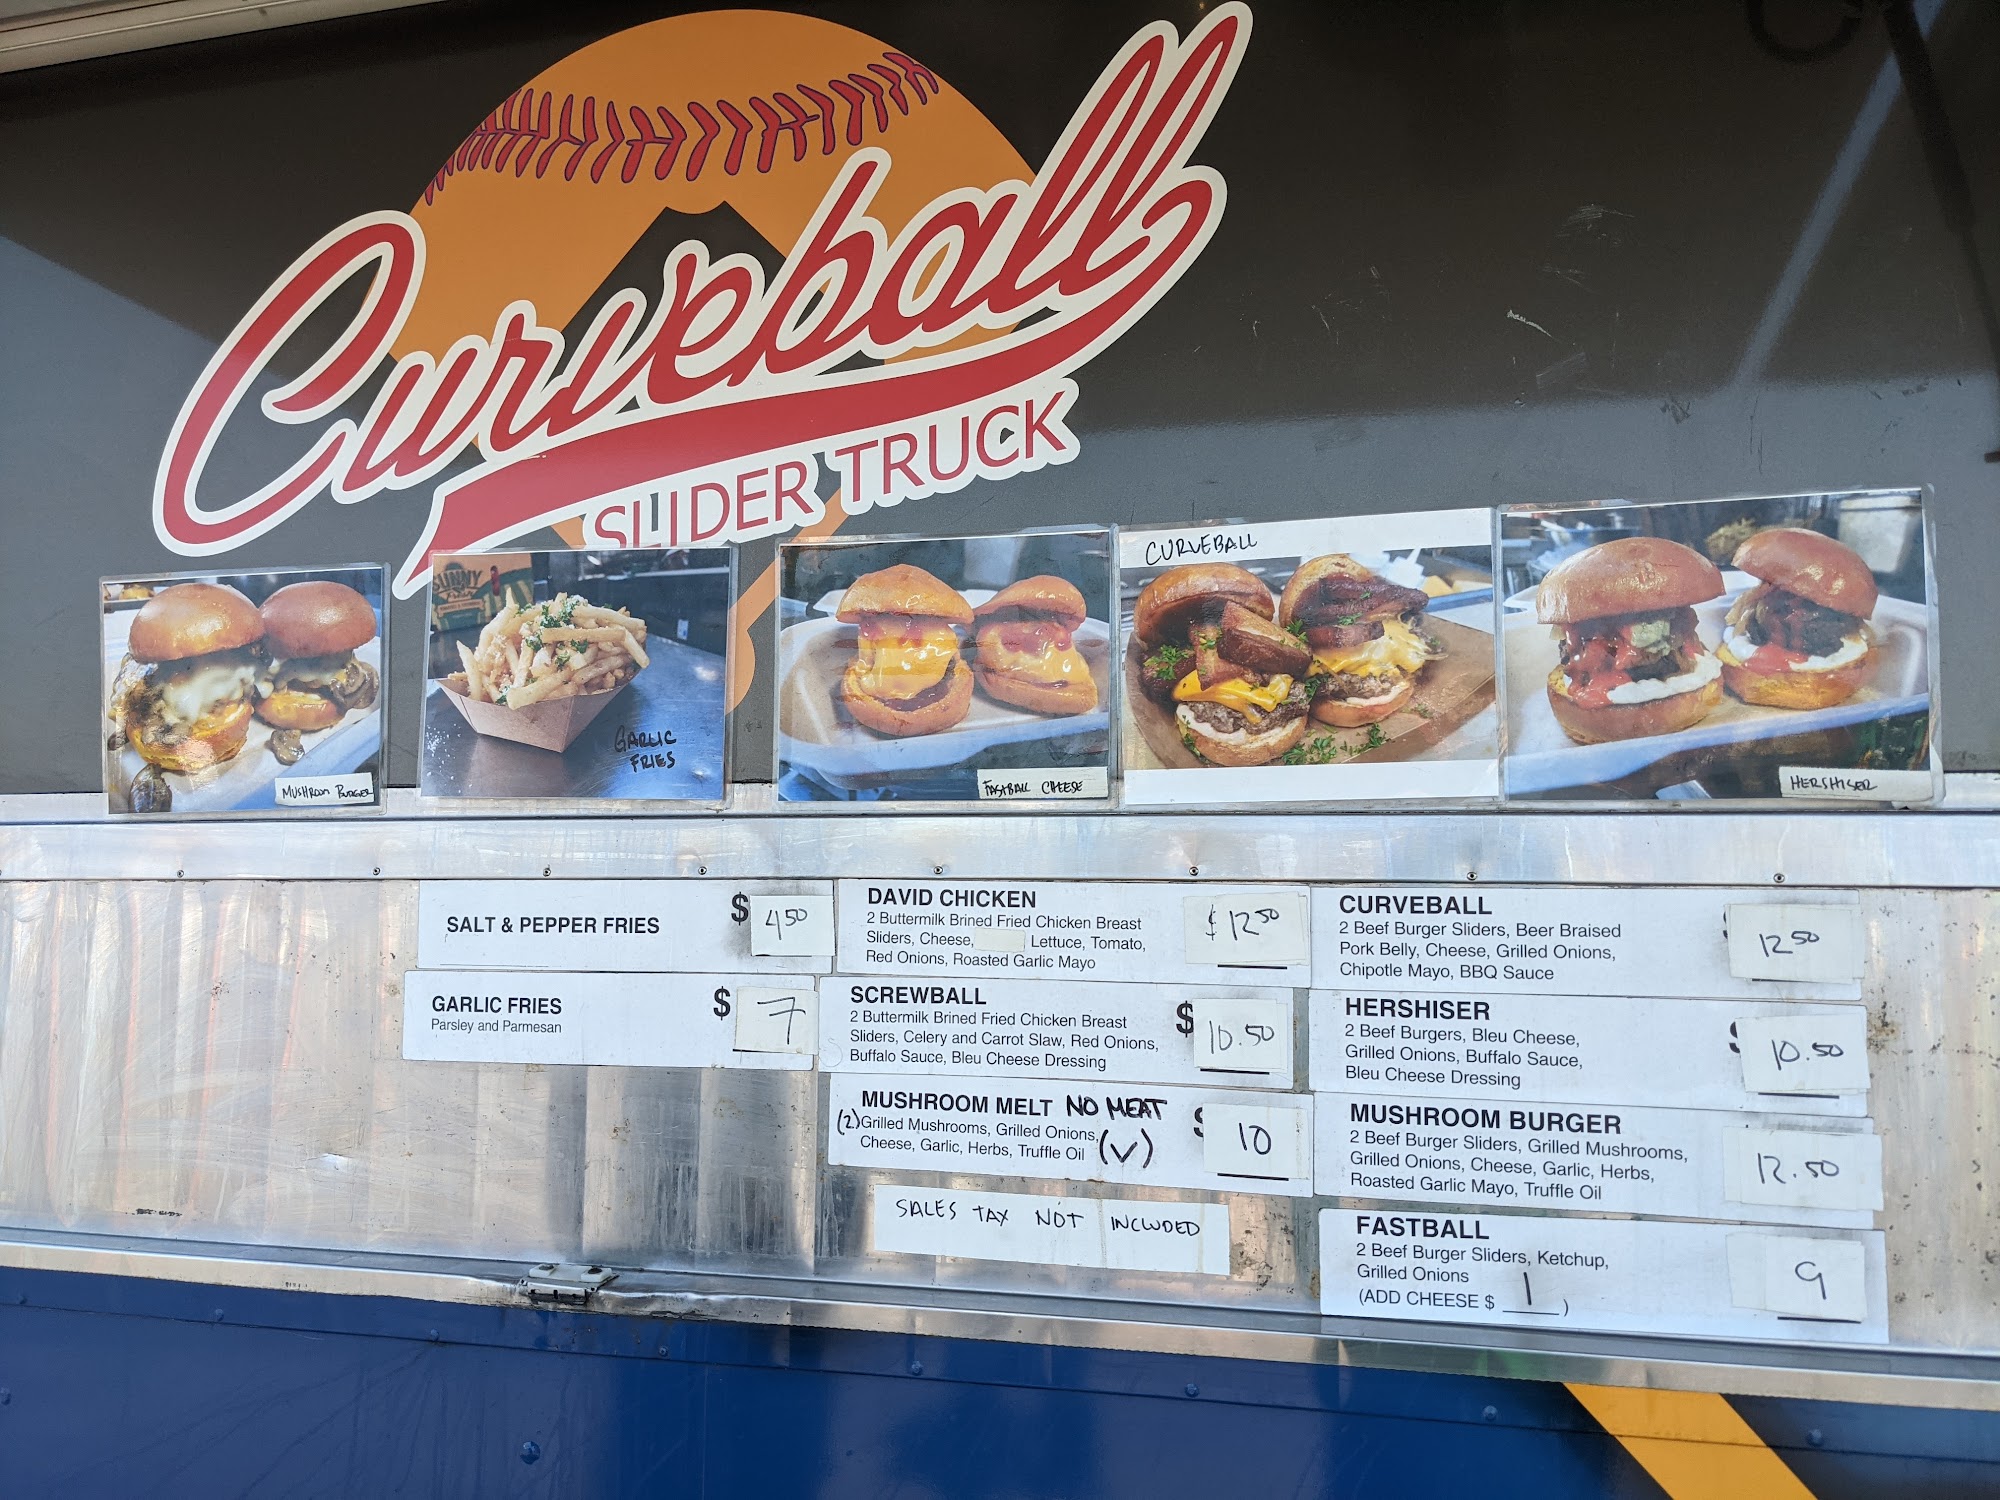 Curveball
SLIDER TRUCK
SUNNY
MUSHROOM BURGER
GARLIC
FRIES
FASTBALL CHEESE
CURVEBALL
HERSHISER
SALT & PEPPER FRIES
$ 4 50
GARLIC FRIES
Parsley and Parmesan
$ 7
DAVID CHICKEN
2 Buttermilk Brined Fried Chicken Breast
Sliders, Cheese, Lettuce, Tomato,
Red Onions, Roasted Garlic Mayo
$ 12 50
SCREWBALL
2 Buttermilk Brined Fried Chicken Breast
Sliders, Celery and Carrot Slaw, Red Onions,
Buffalo Sauce, Bleu Cheese Dressing
$ 10.50
MUSHROOM MELT NO MEAT
(2) Grilled Mushrooms, Grilled Onions,
Cheese, Garlic, Herbs, Truffle Oil (V)
$ 10
SALES TAX NOT INCLUDED
CURVEBALL
2 Beef Burger Sliders, Beer Braised
Pork Belly, Cheese, Grilled Onions,
Chipotle Mayo, BBQ Sauce
12 50
HERSHISER
2 Beef Burgers, Bleu Cheese,
Grilled Onions, Buffalo Sauce,
Bleu Cheese Dressing
$ 10.50
MUSHROOM BURGER
2 Beef Burger Sliders, Grilled Mushrooms,
Grilled Onions, Cheese, Garlic, Herbs,
Roasted Garlic Mayo, Truffle Oil
12.50
FASTBALL
2 Beef Burger Sliders, Ketchup,
Grilled Onions
(ADD CHEESE $ 1 )
9